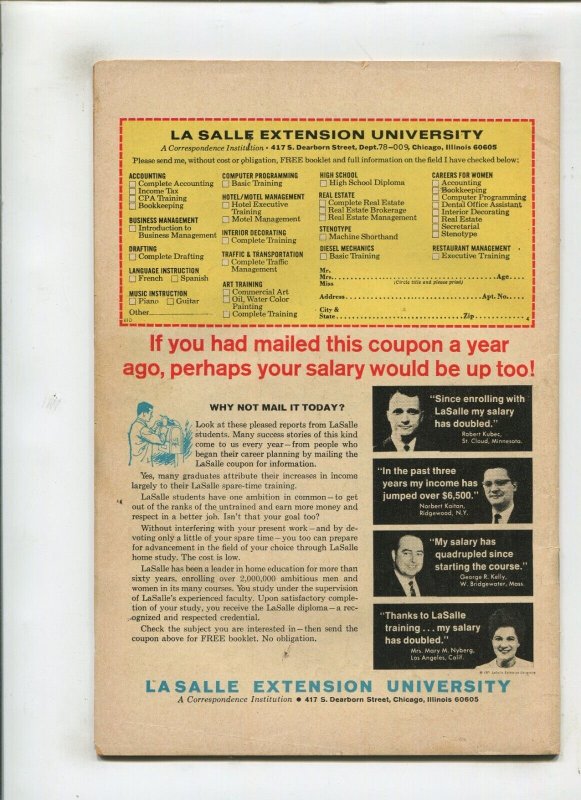 LA SALLE EXTENSION UNIVERSITY
A Correspondence Institution • 417 S. Dearborn Street, Dept. 78-009, Chicago, Illinois 60605
Please send me, without cost or obligation, FREE booklet and full information on the field I have checked below:
ACCOUNTING
Complete Accounting
Income Tax
CPA Training
Bookkeeping
BUSINESS MANAGEMENT
Introduction to
Business Management
DRAFTING
Complete Drafting
LANGUAGE INSTRUCTION
French Spanish
MUSIC INSTRUCTION
Piano Guitar
Other
COMPUTER PROGRAMMING
Basic Training
HOTEL/MOTEL MANAGEMENT
Hotel Executive
Training
Motel Management
INTERIOR DECORATING
Complete Training
TRAFFIC & TRANSPORTATION
Complete Traffic
Management
ART TRAINING
Commercial Art
Oil, Water Color
Painting
Complete Training
HIGH SCHOOL
High School Diploma
REAL ESTATE
Complete Real Estate
Real Estate Brokerage
Real Estate Management
STENOTYPE
Machine Shorthand
DIESEL MECHANICS
Basic Training
CAREERS FOR WOMEN
Accounting
Bookkeeping
Computer Programming
Dental Office Assistant
Interior Decorating
Real Estate
Secretarial
Stenotype
RESTAURANT MANAGEMENT
Executive Training
Mr.
Mrs. Age
Miss (Circle title and please print)
Address Apt. No.
City &
State Zip
If you had mailed this coupon a year
ago, perhaps your salary would be up too!
WHY NOT MAIL IT TODAY?
Look at these pleased reports from LaSalle
students. Many success stories of this kind
come to us every year—from people who
began their career planning by mailing the
LaSalle coupon for information.
Yes, many graduates attribute their increases in income
largely to their LaSalle spare-time training.
LaSalle students have one ambition in common—to get
out of the ranks of the untrained and earn more money and
respect in a better job. Isn't that your goal too?
Without interfering with your present work—and by de-
voting only a little of your spare time—you too can prepare
for advancement in the field of your choice through LaSalle
home study. The cost is low.
LaSalle has been a leader in home education for more than
sixty years, enrolling over 2,000,000 ambitious men and
women in its many courses. You study under the supervision
of LaSalle's experienced faculty. Upon satisfactory comple-
tion of your study, you receive the LaSalle diploma—a rec-
ognized and respected credential.
Check the subject you are interested in—then send the
coupon above for FREE booklet. No obligation.
"Since enrolling with
LaSalle my salary
has doubled."
Robert Kubec,
St. Cloud, Minnesota.
"In the past three
years my income has
jumped over $6,500."
Norbert Kaiton,
Ridgewood, N.Y.
"My salary has
quadrupled since
starting the course."
George R. Kelly,
W. Bridgewater, Mass.
"Thanks to LaSalle
training...my salary
has doubled."
Mrs. Mary M. Nyberg,
Los Angeles, Calif.
© 1971 LaSalle Extension University
LA SALLE EXTENSION UNIVERSITY
A Correspondence Institution • 417 S. Dearborn Street, Chicago, Illinois 60605